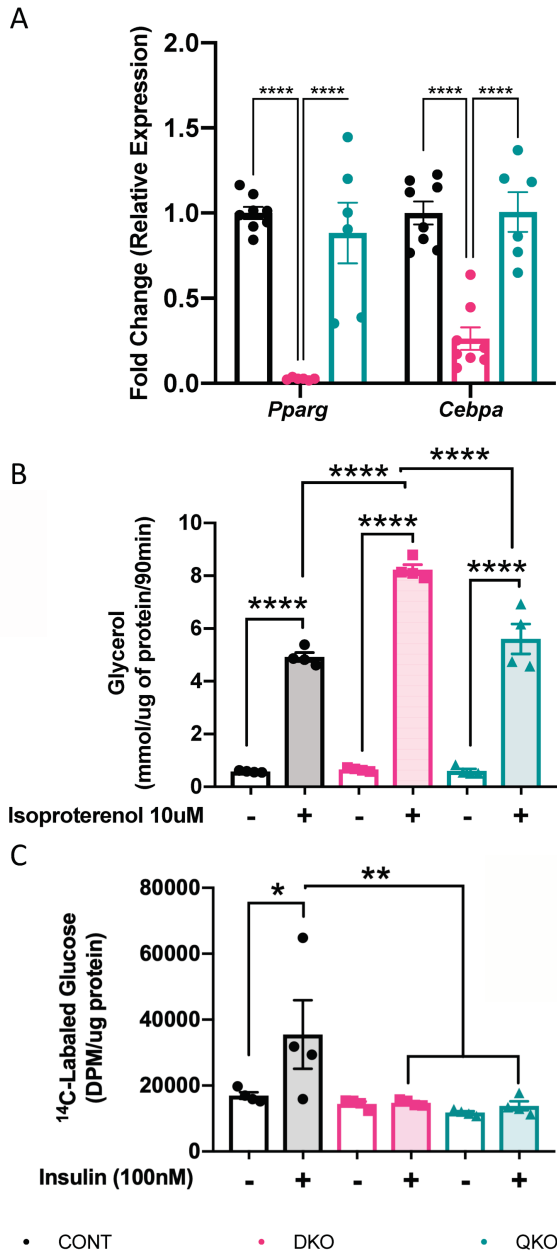 A
Fold Change (Relative Expression)
2.0
1.5
1.0
0.5
0.0
**** ****
**** ****
Pparg Cebpa
B
Glycerol
(mmol/ug of protein/90min)
10
8
6
4
2
0
**** ****
****
**** ****
Isoproterenol 10uM - + - + - +
C
14C-Labaled Glucose
(DPM/ug protein)
80000
60000
40000
20000
0
* **
Insulin (100nM) - + - + - +
CONT DKO QKO